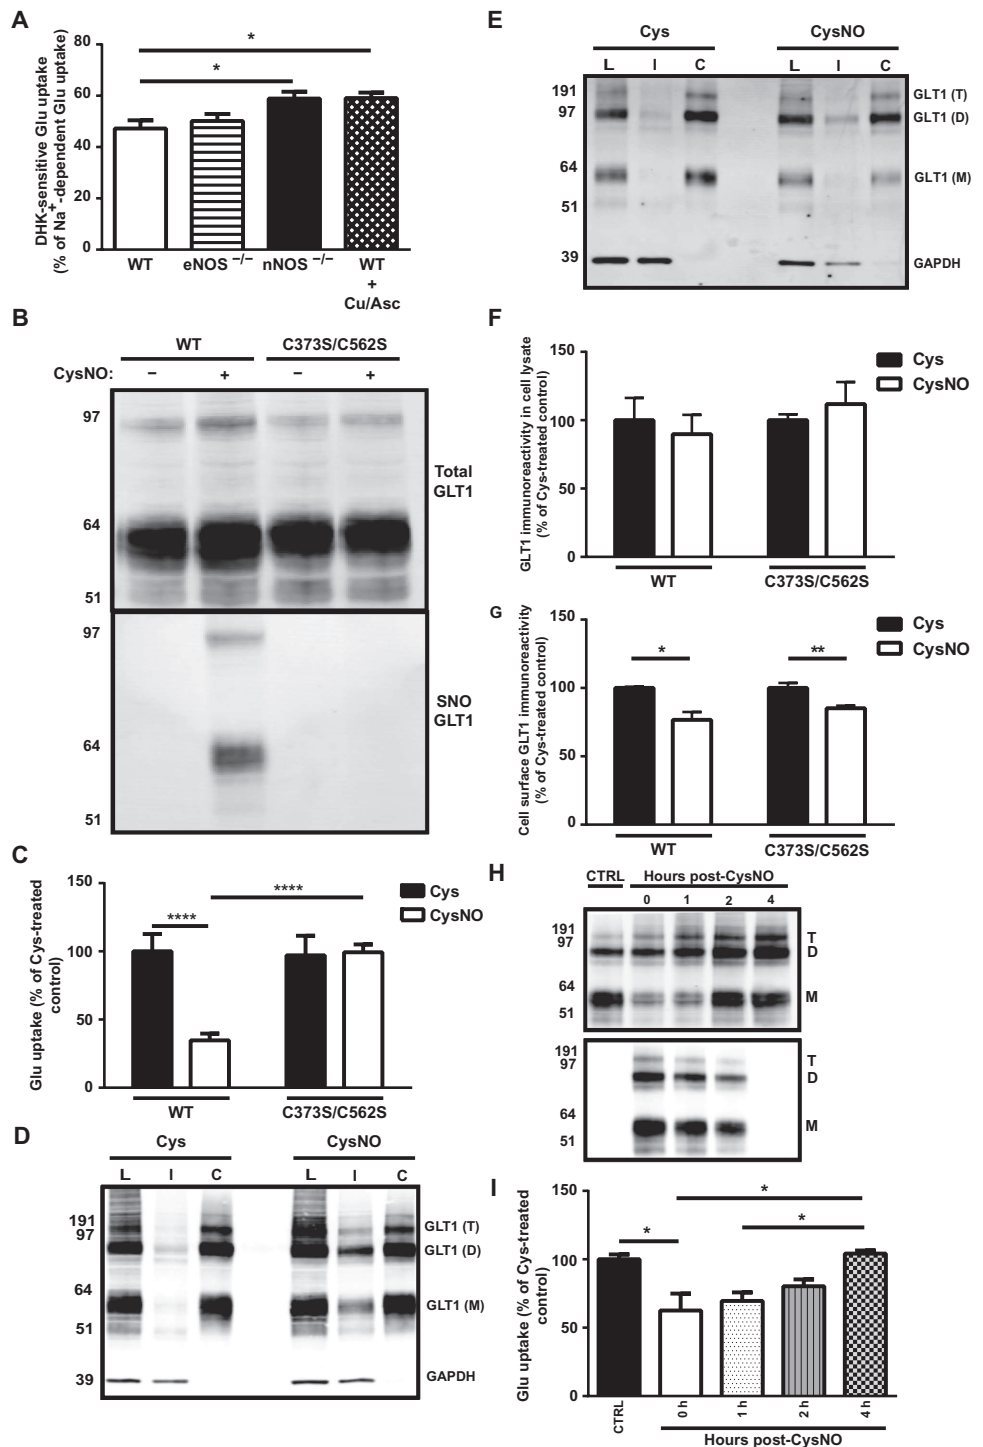 A
DHK-sensitive Glu uptake
(% of Na+-dependent Glu uptake)
80
60
40
20
0
*
*
WT
eNOS −/−
nNOS −/−
WT
+
Cu/Asc
B
WT
C373S/C562S
CysNO:
−
+
−
+
97
64
51
Total
GLT1
97
64
51
SNO
GLT1
C
Glu uptake (% of Cys-treated
control)
150
100
50
0
****
****
Cys
CysNO
WT
C373S/C562S
D
Cys
CysNO
L
I
C
L
I
C
191
97
64
51
39
GLT1 (T)
GLT1 (D)
GLT1 (M)
GAPDH
E
Cys
CysNO
L
I
C
L
I
C
191
97
64
51
39
GLT1 (T)
GLT1 (D)
GLT1 (M)
GAPDH
F
GLT1 immunoreactivity in cell lysate
(% of Cys-treated control)
150
100
50
0
Cys
CysNO
WT
C373S/C562S
G
Cell surface GLT1 immunoreactivity
(% of Cys-treated control)
150
100
50
0
*
**
Cys
CysNO
WT
C373S/C562S
H
CTRL
Hours post-CysNO
0
1
2
4
191
97
64
51
T
D
M
191
97
64
51
T
D
M
I
Glu uptake (% of Cys-treated
control)
150
100
50
0
*
*
*
CTRL
0 h
1 h
2 h
4 h
Hours post-CysNO